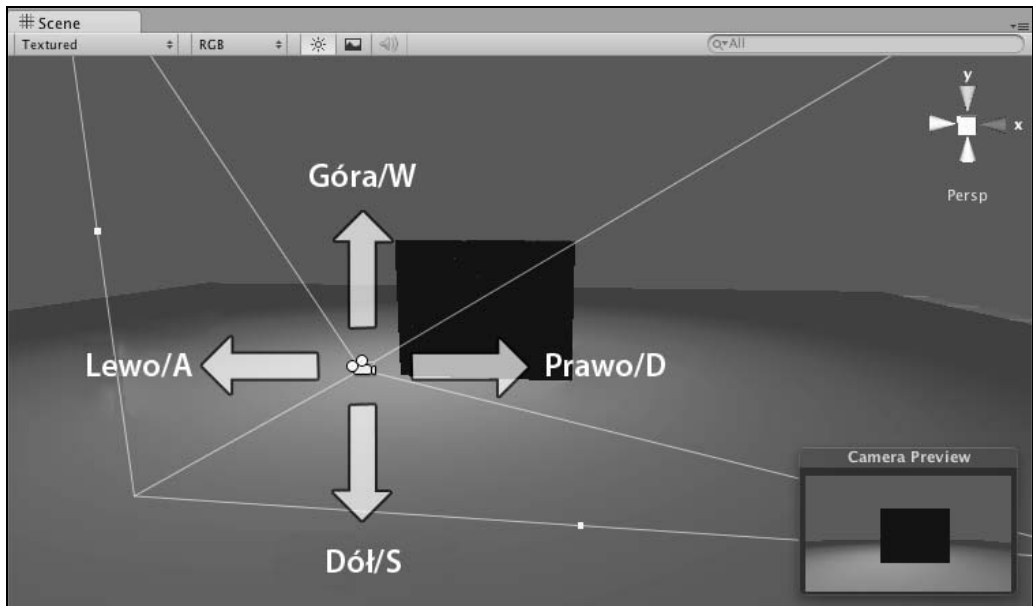 Scene
Textured RGB All
y
x
Persp
Góra/W
Lewo/A Prawo/D
Dół/S
Camera Preview